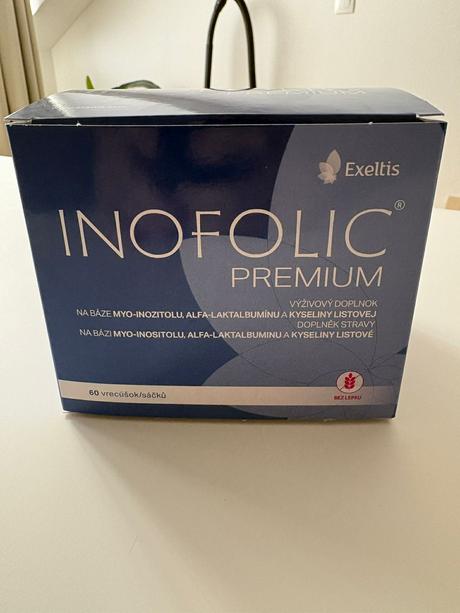 Exeltis
INOFOLIC®
PREMIUM
VÝŽIVOVÝ DOPLNOK
NA BÁZE MYO-INOZITOLU, ALFA-LAKTALBUMÍNU A KYSELINY LISTOVEJ
DOPLNĚK STRAVY
NA BÁZI MYO-INOSITOLU, ALFA-LAKTALBUMINU A KYSELINY LISTOVÉ
60 vrecúšok/sáčků
BEZ LEPKU